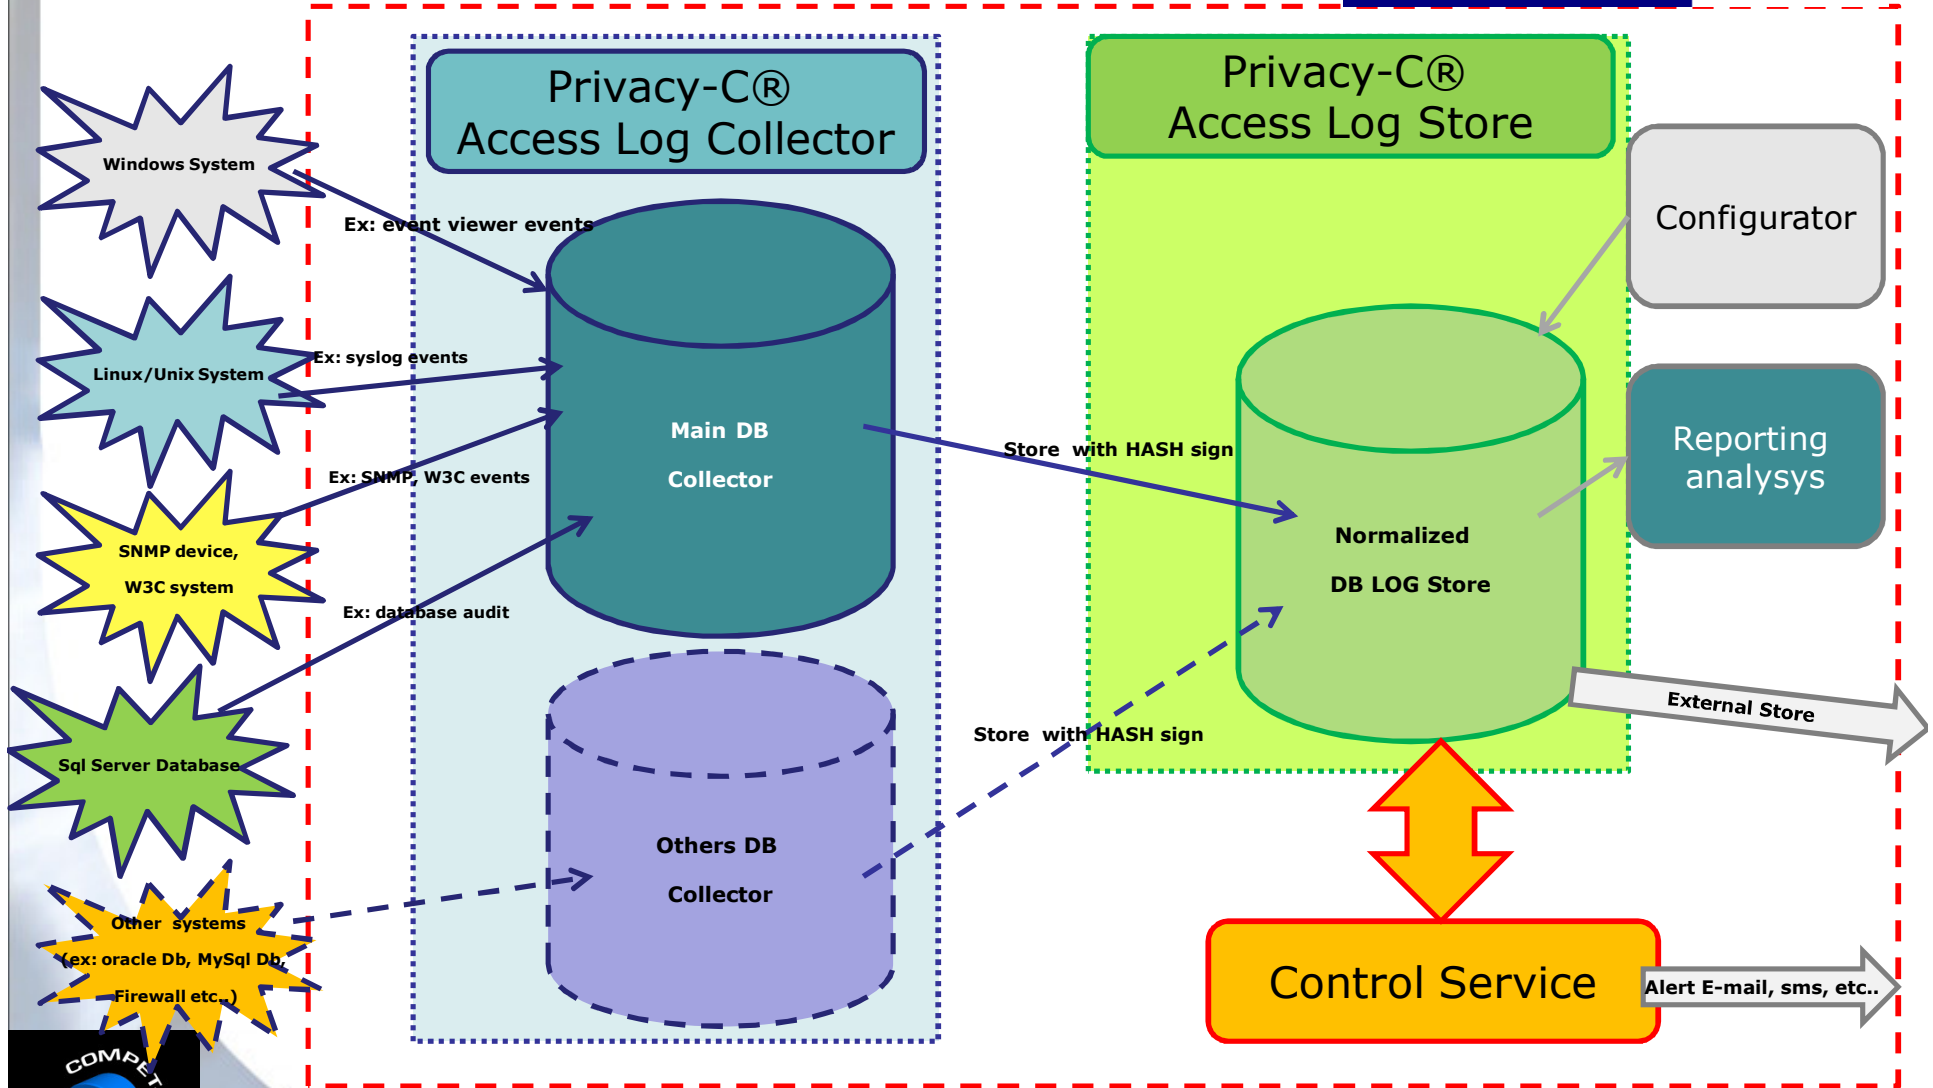 Privacy-C®
Access Log Collector
Privacy-C®
Access Log Store
Windows System
Ex: event viewer events
Configurator
Linux/Unix System
Ex: syslog events
Main DB
Collector
Store with HASH sign
Reporting
analysys
Ex: SNMP, W3C events
SNMP device,
W3C system
Normalized
DB LOG Store
Ex: database audit
External Store
Sql Server Database
Store with HASH sign
Others DB
Collector
Other systems
(ex: oracle Db, MySql Db,
Firewall etc..)
Control Service
Alert E-mail, sms, etc..